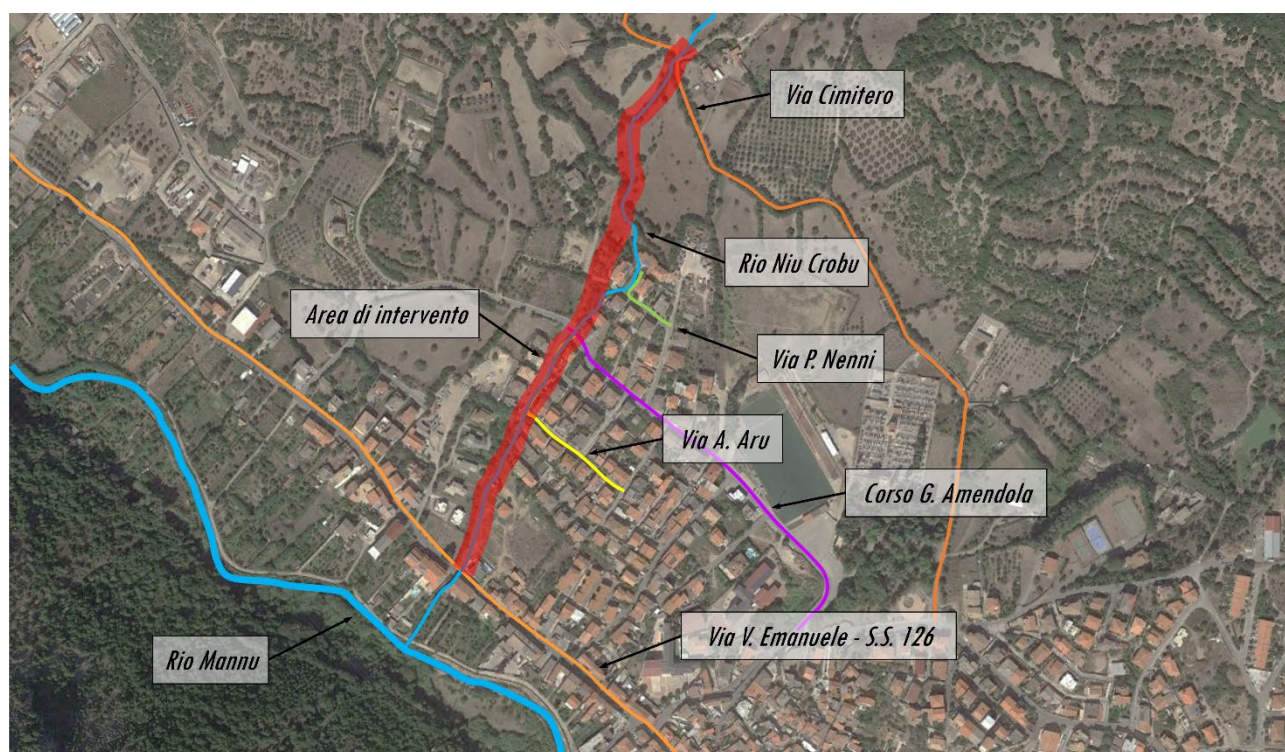 Via Cimitero
Rio Niu Crobu
Area di intervento
Via P. Nenni
Via A. Aru
Corso G. Amendola
Via V. Emanuele - S.S. 126
Rio Mannu